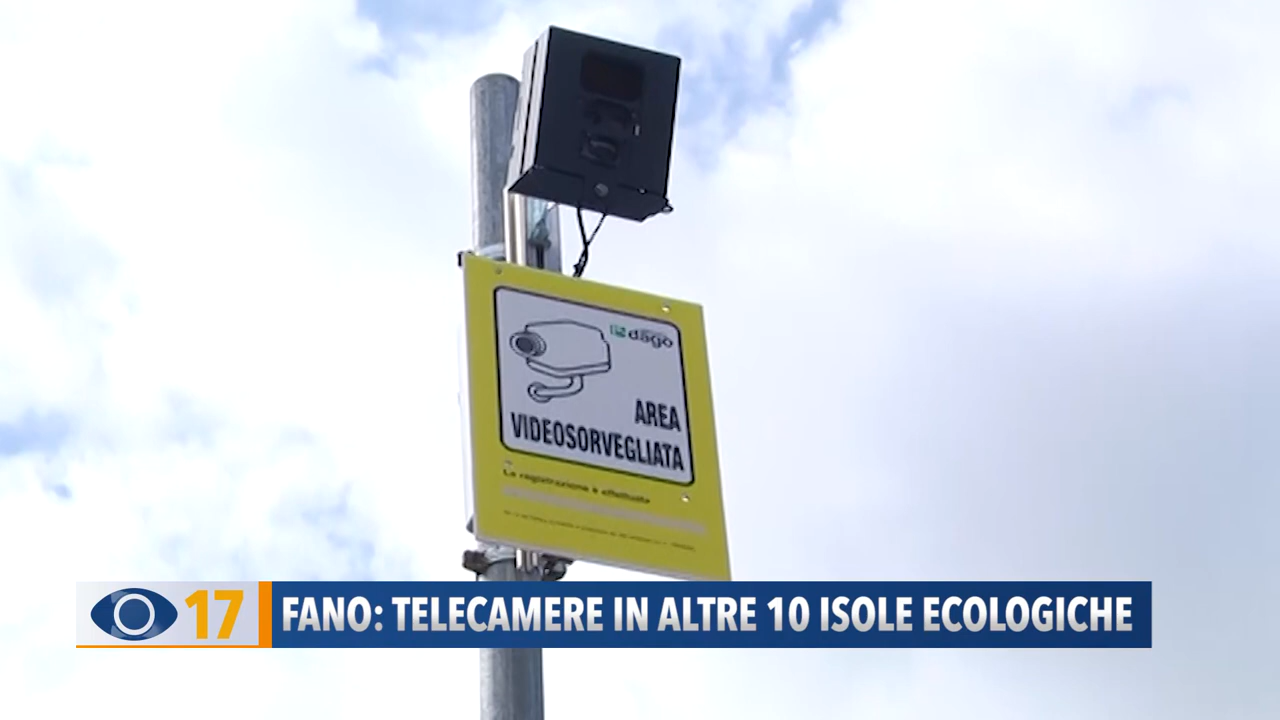 dago
AREA
VIDEOSORVEGLIATA
La registrazione è effettuata
17
FANO: TELECAMERE IN ALTRE 10 ISOLE ECOLOGICHE